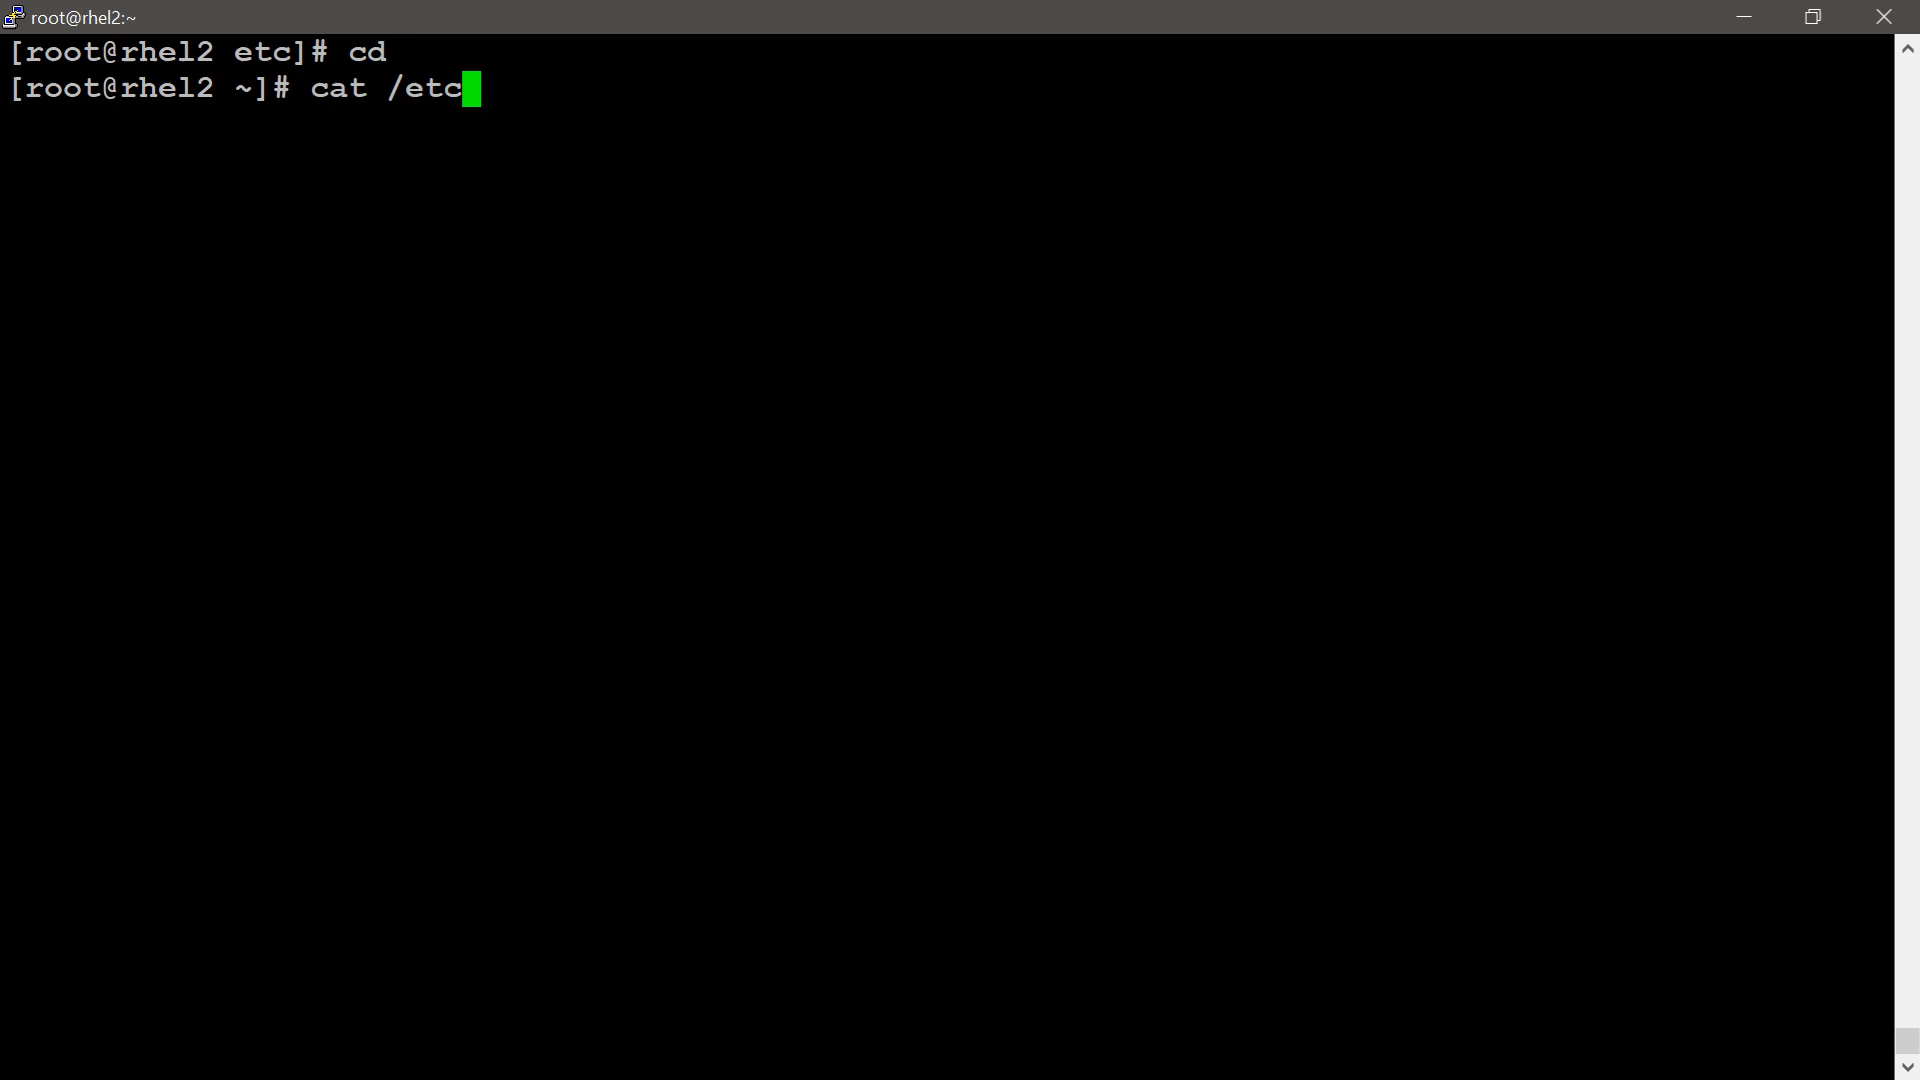 root@rhel2:~
[root@rhel2 etc]# cd
[root@rhel2 ~]# cat /etc